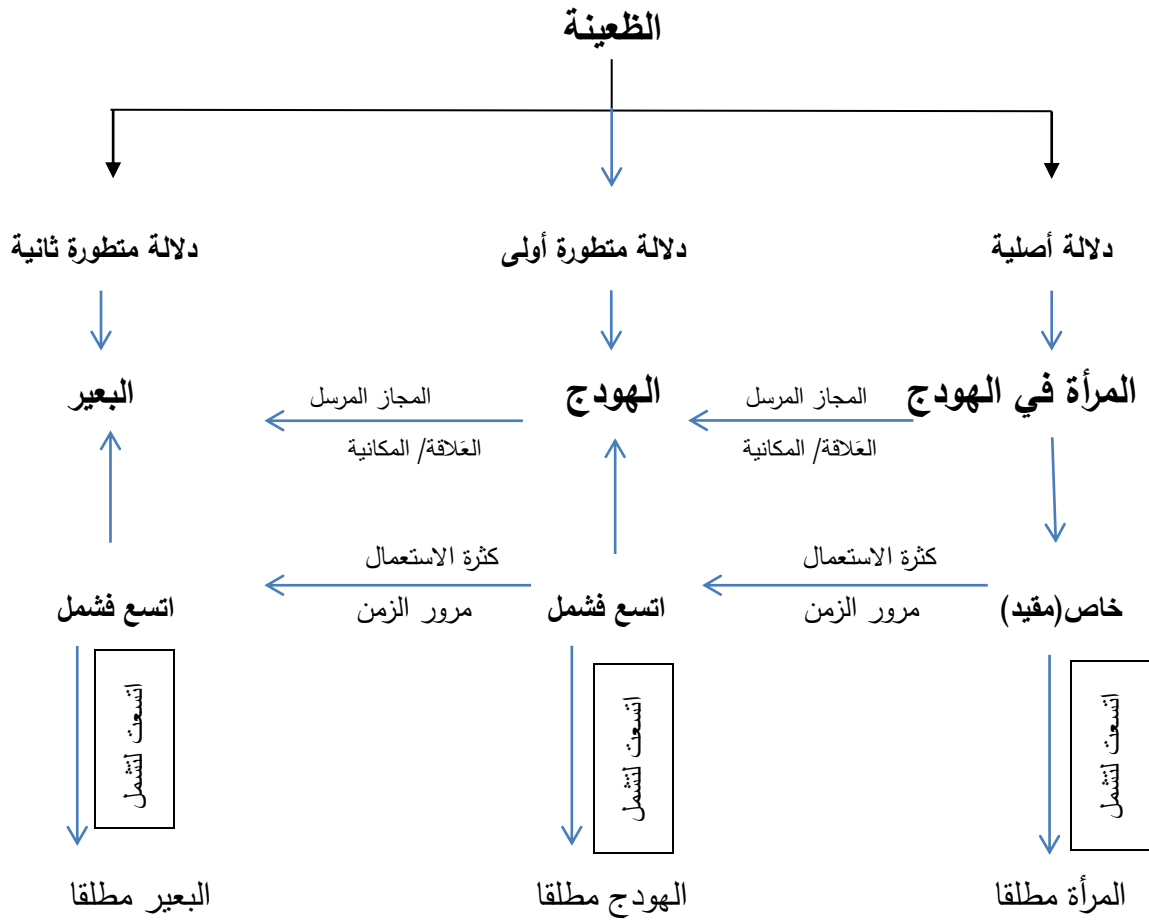 الظعينة
دلالة أصلية
دلالة متطورة أولى
دلالة متطورة ثانية
المرأة في الهودج
المجاز المرسل
العَلاقة/ المكانية
الهودج
المجاز المرسل
العَلاقة/ المكانية
البعير
خاص(مقيد)
كثرة الاستعمال
مرور الزمن
اتسع فشمل
كثرة الاستعمال
مرور الزمن
اتسع فشمل
اتسعت لتشمل
اتسعت لتشمل
اتسعت لتشمل
المرأة مطلقا
الهودج مطلقا
البعير مطلقا